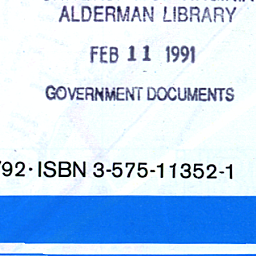 ALDERMAN LIBRARY
FEB 11 1991
GOVERNMENT DOCUMENTS
792·ISBN 3-575-11352-1